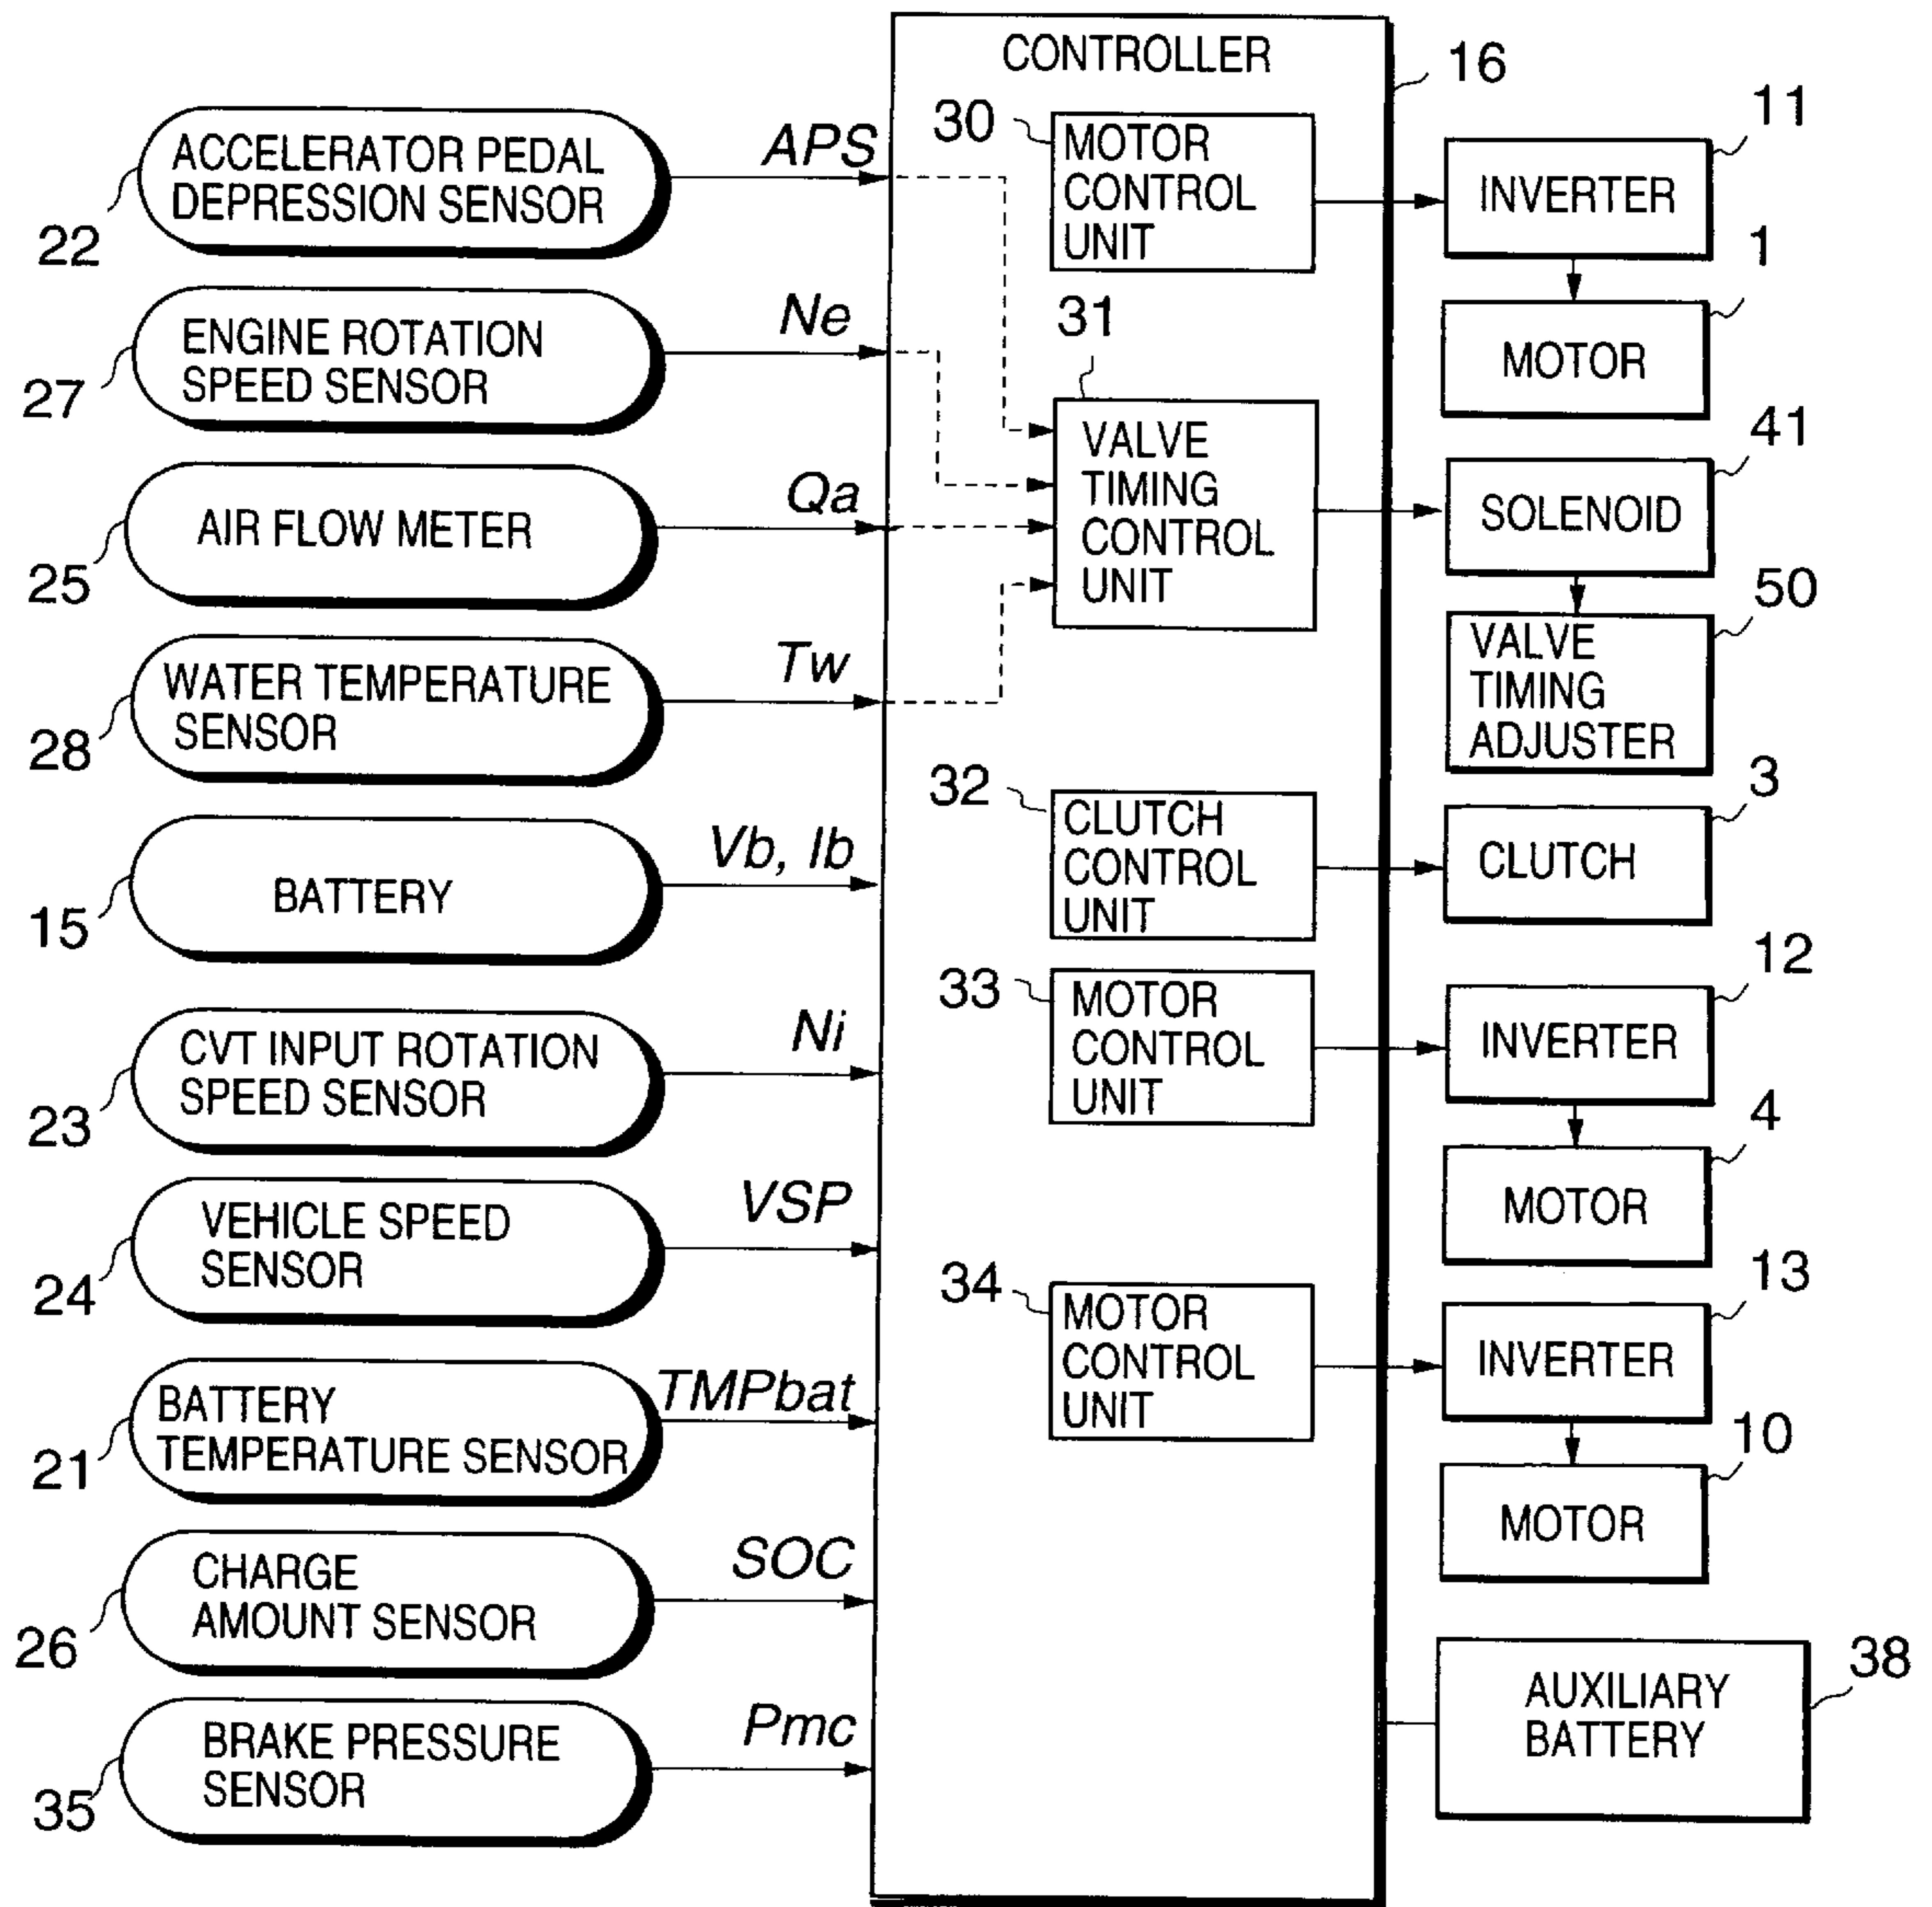 CONTROLLER
16
ACCELERATOR PEDAL
DEPRESSION SENSOR
22
APS
ENGINE ROTATION
SPEED SENSOR
27
Ne
AIR FLOW METER
25
Qa
WATER TEMPERATURE
SENSOR
28
Tw
BATTERY
15
Vb, Ib
CVT INPUT ROTATION
SPEED SENSOR
23
Ni
VEHICLE SPEED
SENSOR
24
VSP
BATTERY
TEMPERATURE SENSOR
21
TMPbat
CHARGE
AMOUNT SENSOR
26
SOC
BRAKE PRESSURE
SENSOR
35
Pmc
30
MOTOR
CONTROL
UNIT
31
VALVE
TIMING
CONTROL
UNIT
32
CLUTCH
CONTROL
UNIT
33
MOTOR
CONTROL
UNIT
34
MOTOR
CONTROL
UNIT
11
INVERTER
1
MOTOR
41
SOLENOID
50
VALVE
TIMING
ADJUSTER
3
CLUTCH
12
INVERTER
4
MOTOR
13
INVERTER
10
MOTOR
38
AUXILIARY
BATTERY